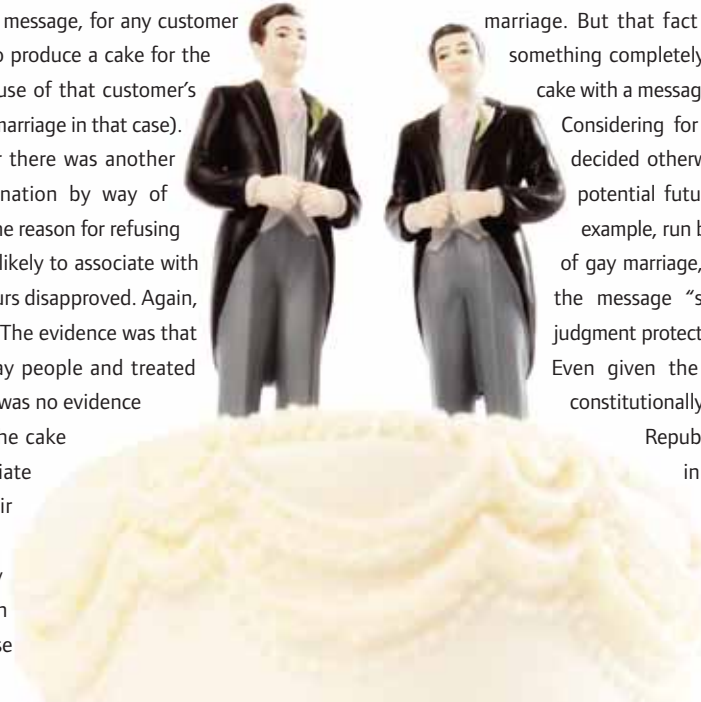 message, for any customer
produce a cake for the
use of that customer's
marriage in that case).
there was another
nation by way of
reason for refusing
likely to associate with
urs disapproved. Again,
The evidence was that
ay people and treated
was no evidence
cake
iate
ir
n
se
marriage. But that fact
something completely
cake with a messag
Considering for
decided otherw
potential futu
example, run b
of gay marriage,
the message "s
judgment protect
Even given the
constitutionally
Repub
in